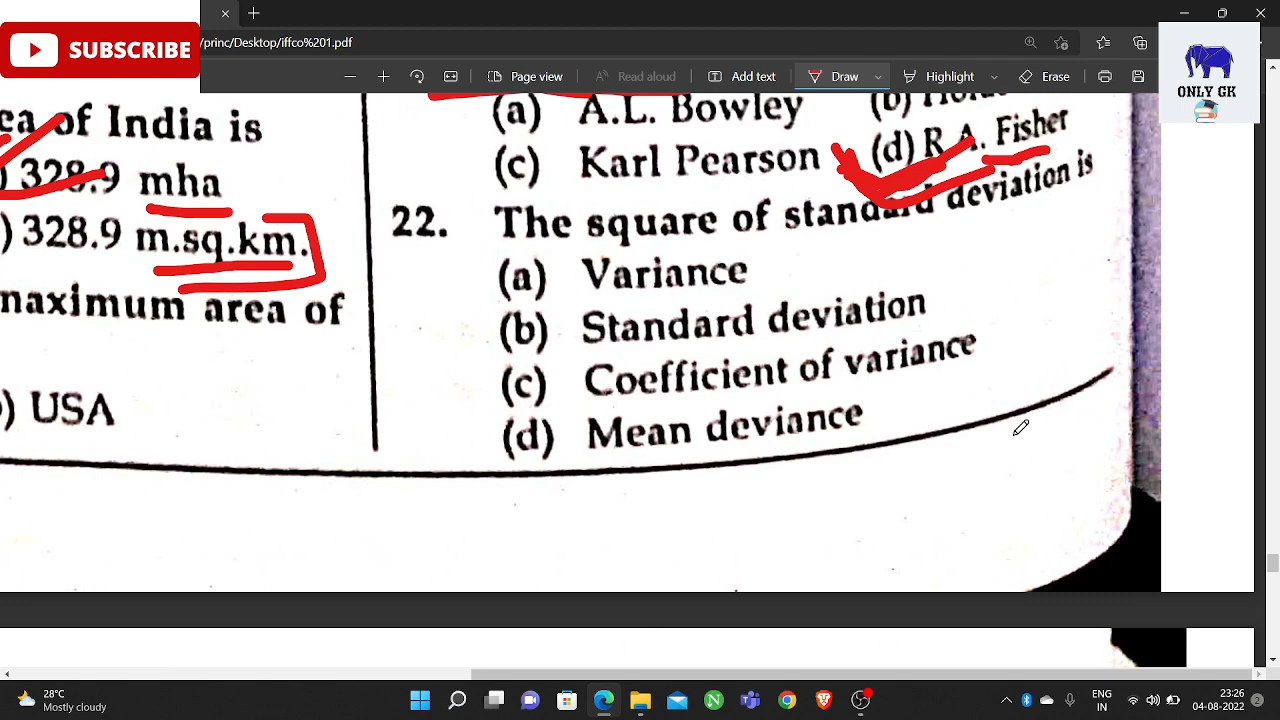 SUBSCRIBE
/princ/Desktop/iffco%201.pdf
Page view
Read aloud
Add text
Draw
Highlight
Erase
ONLY GK
of India is
328.9 mha
)328.9 m.sq.km.
maximum area of
) USA
(a) A.L. Bowley
(b)
(c) Karl Pearson
(d) R.A. Fisher
22. The square of standard deviation is
(a) Variance
(b) Standard deviation
(c) Coefficient of variance
(d) Mean deviance
28°C
Mostly cloudy
ENG
IN
23:26
04-08-2022
2